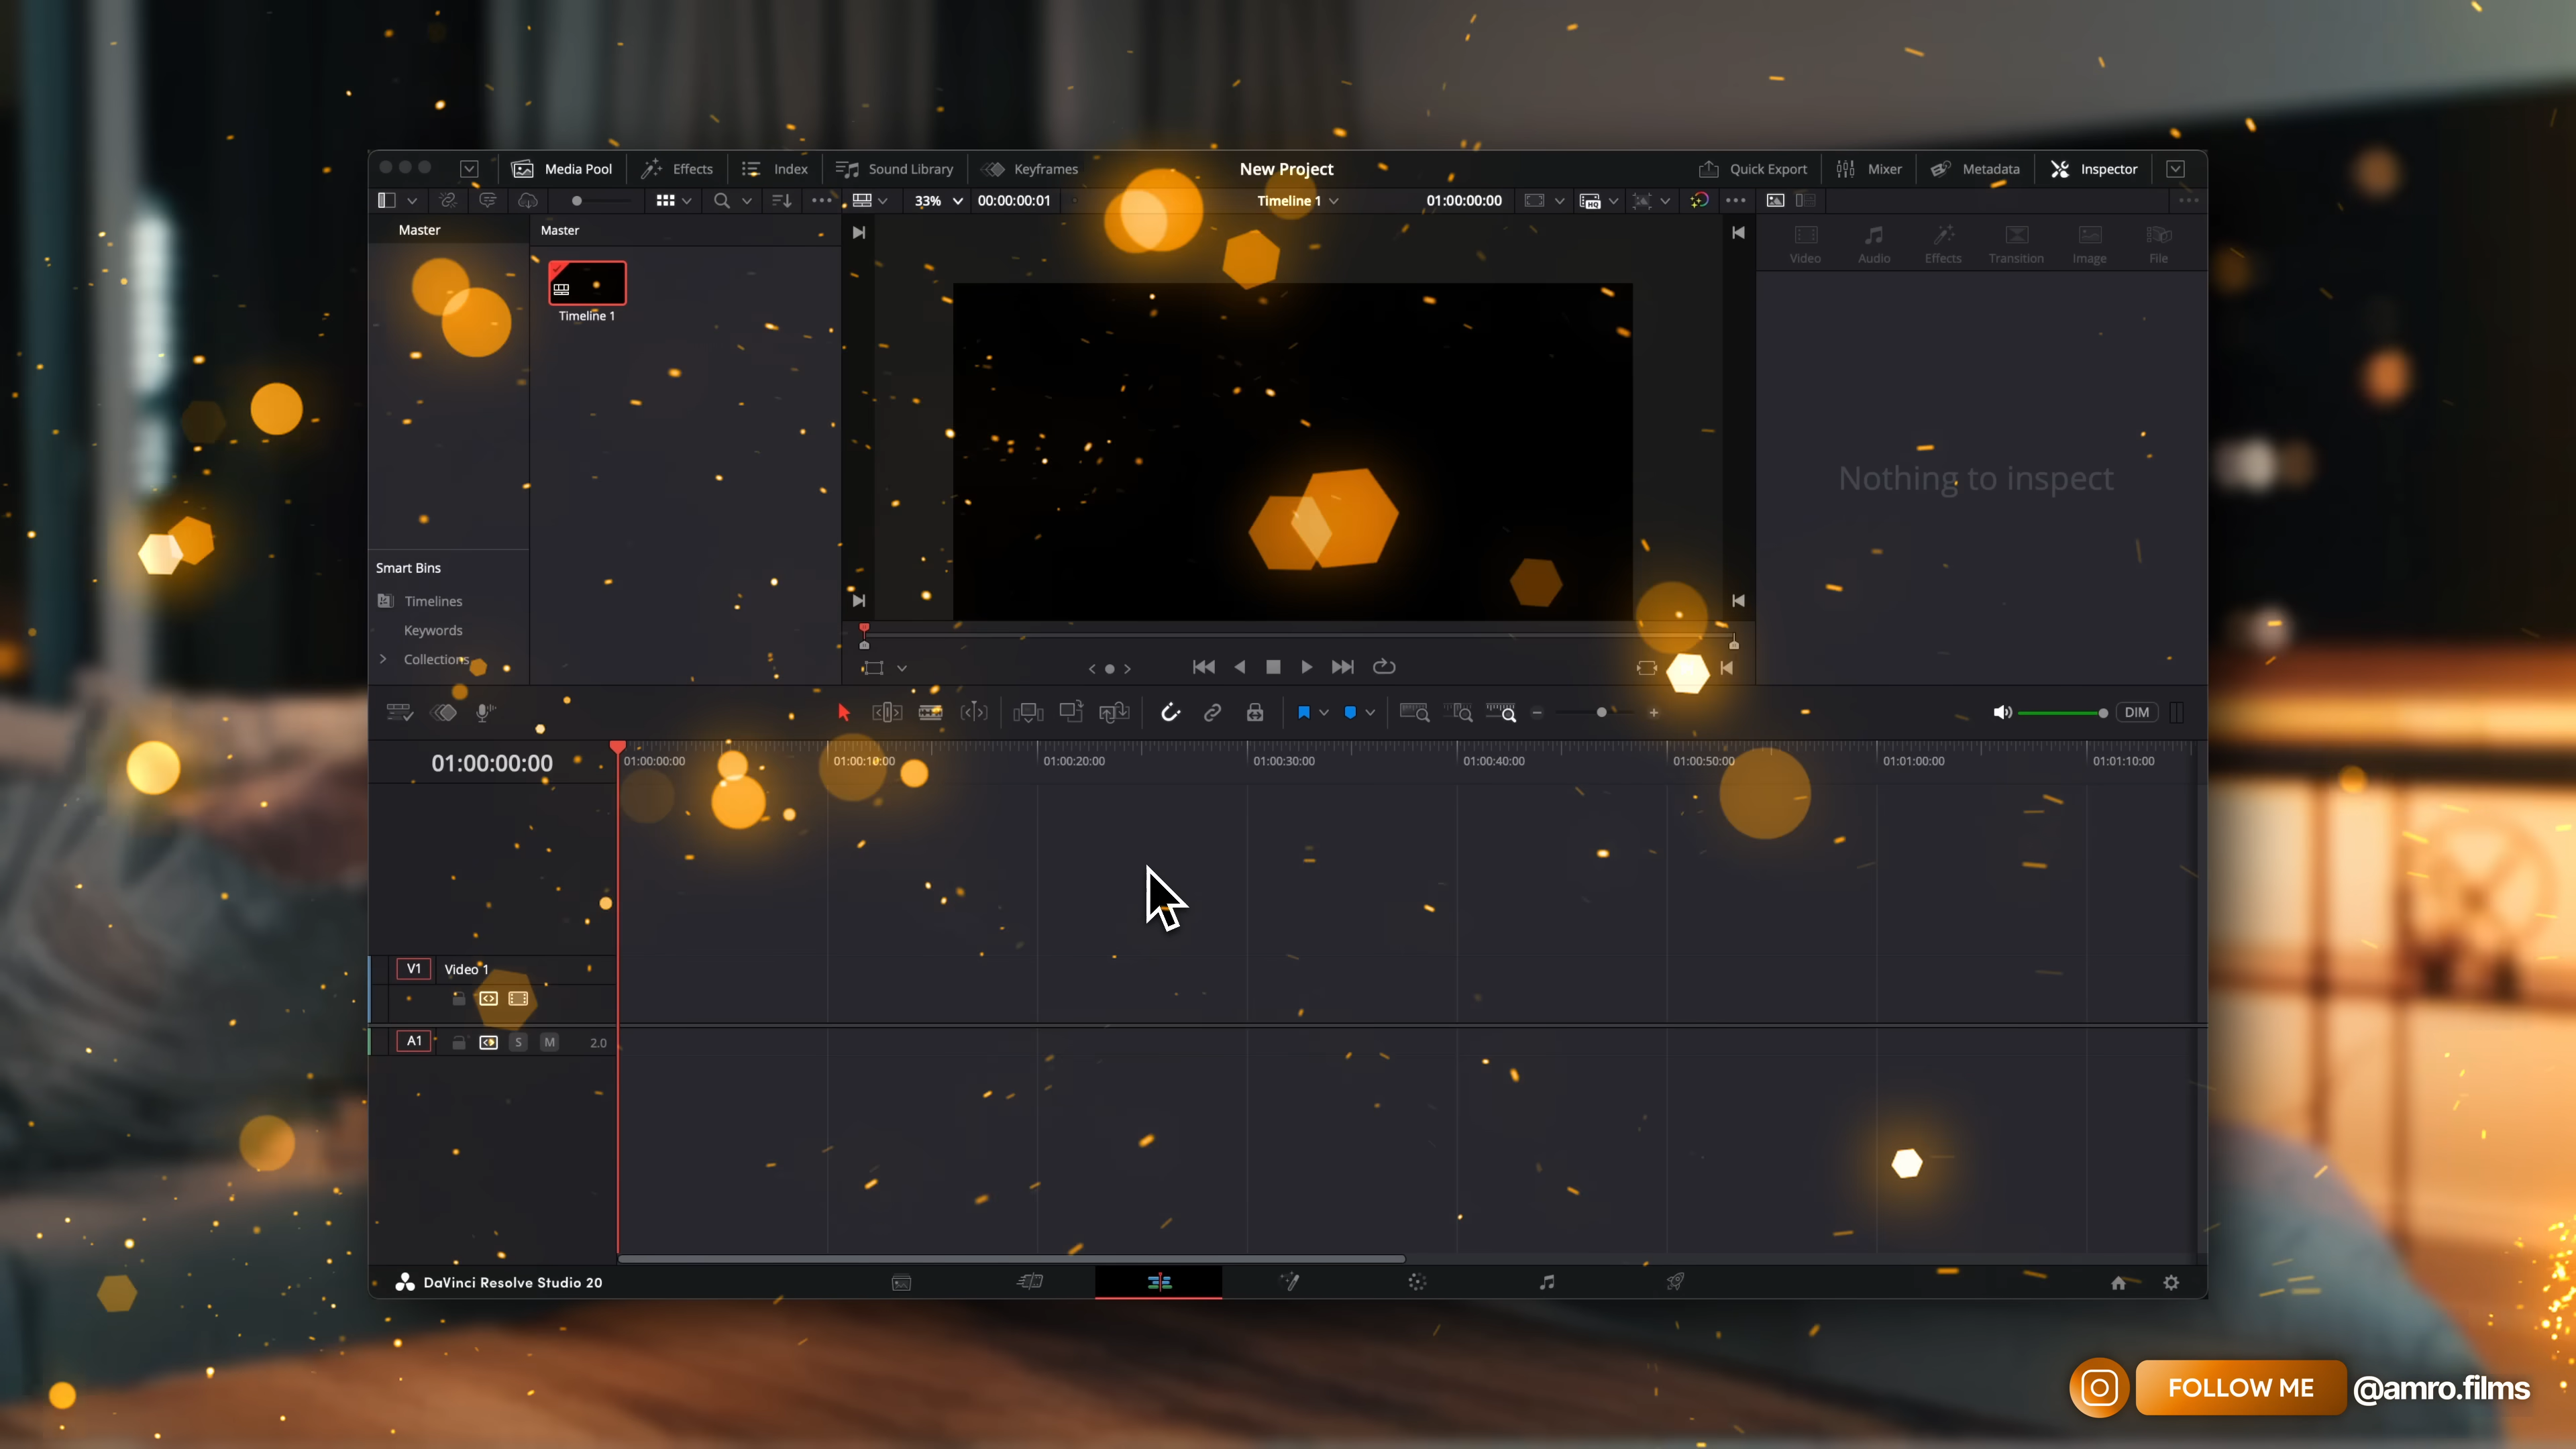 Media Pool
Effects
Index
Sound Library
Keyframes
New Project
Quick Export
Mixer
Metadata
Inspector
33%
00:00:00:01
Timeline 1
01:00:00:00
Master
Master
Timeline 1
Video
Audio
Effects
Transition
Image
File
Nothing to inspect
Smart Bins
Timelines
Keywords
Collections
DIM
01:00:00:00
01:00:00:00
01:00:10:00
01:00:20:00
01:00:30:00
01:00:40:00
01:00:50:00
01:01:00:00
01:01:10:00
V1 Video 1
A1 S M 2.0
DaVinci Resolve Studio 20
FOLLOW ME @amro.films